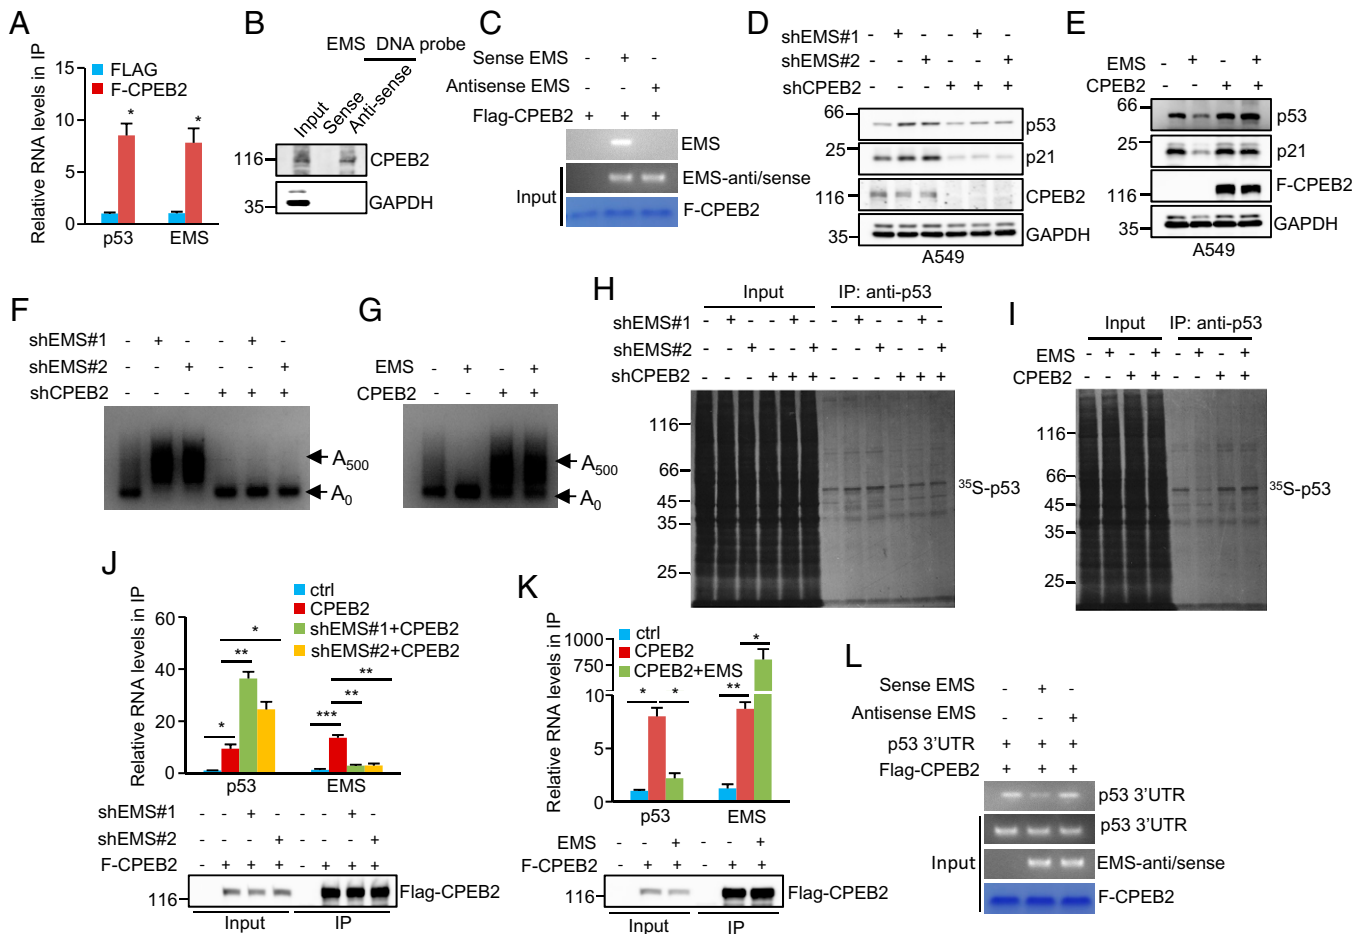 A
Relative RNA levels in IP
15
10
5
0
FLAG
F-CPEB2
* *
p53 EMS
B
EMS DNA probe
Input Sense Anti-sense
116 CPEB2
35 GAPDH
C
Sense EMS - + -
Antisense EMS - - +
Flag-CPEB2 + + +
EMS
Input EMS-anti/sense
F-CPEB2
D
shEMS#1 - + - - + -
shEMS#2 - - + - - +
shCPEB2 - - - + + +
66 p53
25 p21
116 CPEB2
35 GAPDH
A549
E
EMS - + - +
CPEB2 - - + +
66 p53
25 p21
116 F-CPEB2
35 GAPDH
A549
F
shEMS#1 - + - - + -
shEMS#2 - - + - - +
shCPEB2 - - - + + +
A500
A0
G
EMS - + - +
CPEB2 - - + +
A500
A0
H
Input IP: anti-p53
shEMS#1 - + - - + - - + - - + -
shEMS#2 - - + - - + - - + - - +
shCPEB2 - - - + + + - - - + + +
116
66
45
35
25
35S-p53
I
Input IP: anti-p53
EMS - + - + - + - +
CPEB2 - - + + - - + +
116
66
45
35
25
35S-p53
J
Relative RNA levels in IP
60
40
20
0
ctrl
CPEB2
shEMS#1+CPEB2
shEMS#2+CPEB2
* ** * *** ** **
p53 EMS
shEMS#1 - - + - - - + -
shEMS#2 - - - + - - - +
F-CPEB2 - + + + - + + +
116 Flag-CPEB2
Input IP
K
Relative RNA levels in IP
1000
750
10
5
0
ctrl
CPEB2
CPEB2+EMS
* * ** *
p53 EMS
EMS - - + - - +
F-CPEB2 - + + - + +
116 Flag-CPEB2
Input IP
L
Sense EMS - + -
Antisense EMS - - +
p53 3'UTR + + +
Flag-CPEB2 + + +
p53 3'UTR
Input p53 3'UTR
EMS-anti/sense
F-CPEB2